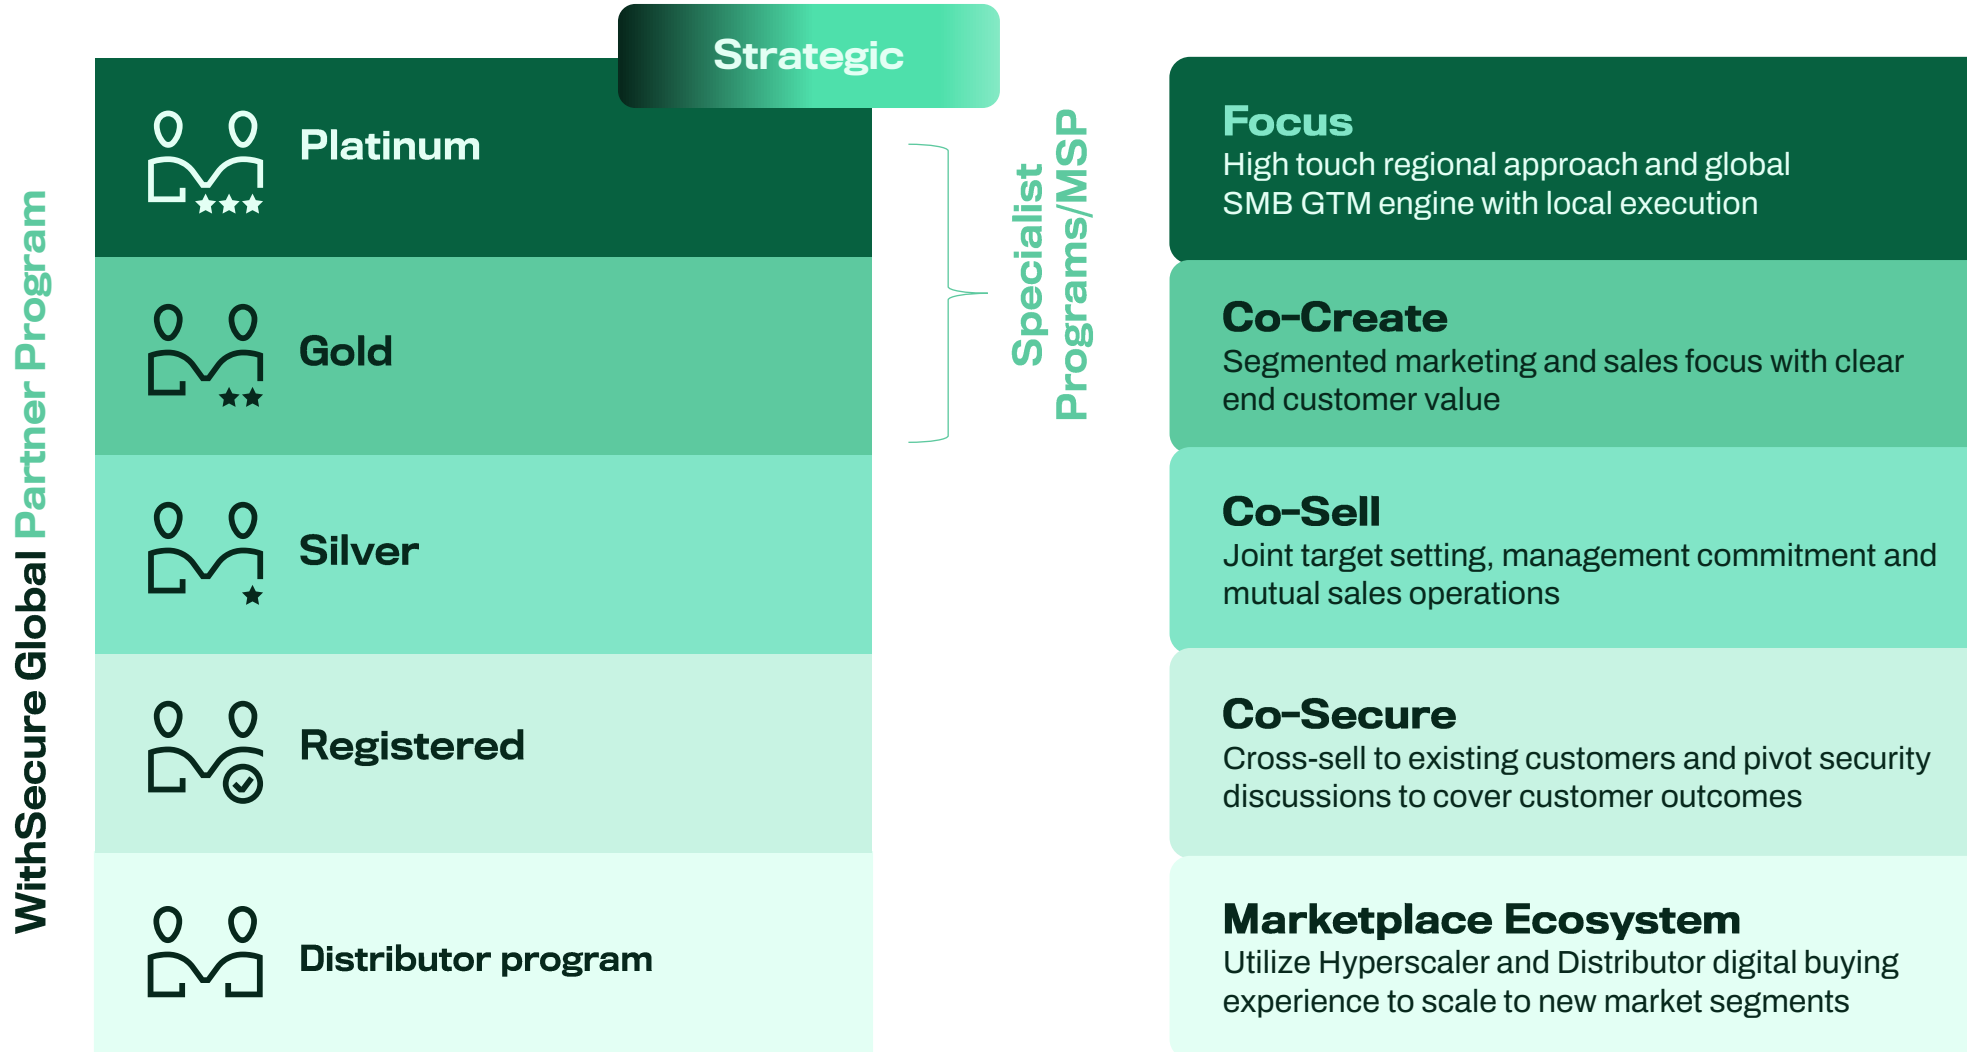 WithSecure Global Partner Program
Strategic
Platinum
Gold
Silver
Registered
Distributor program
Specialist
Programs/MSP
Focus
High touch regional approach and global
SMB GTM engine with local execution
Co-Create
Segmented marketing and sales focus with clear
end customer value
Co-Sell
Joint target setting, management commitment and
mutual sales operations
Co-Secure
Cross-sell to existing customers and pivot security
discussions to cover customer outcomes
Marketplace Ecosystem
Utilize Hyperscaler and Distributor digital buying
experience to scale to new market segments